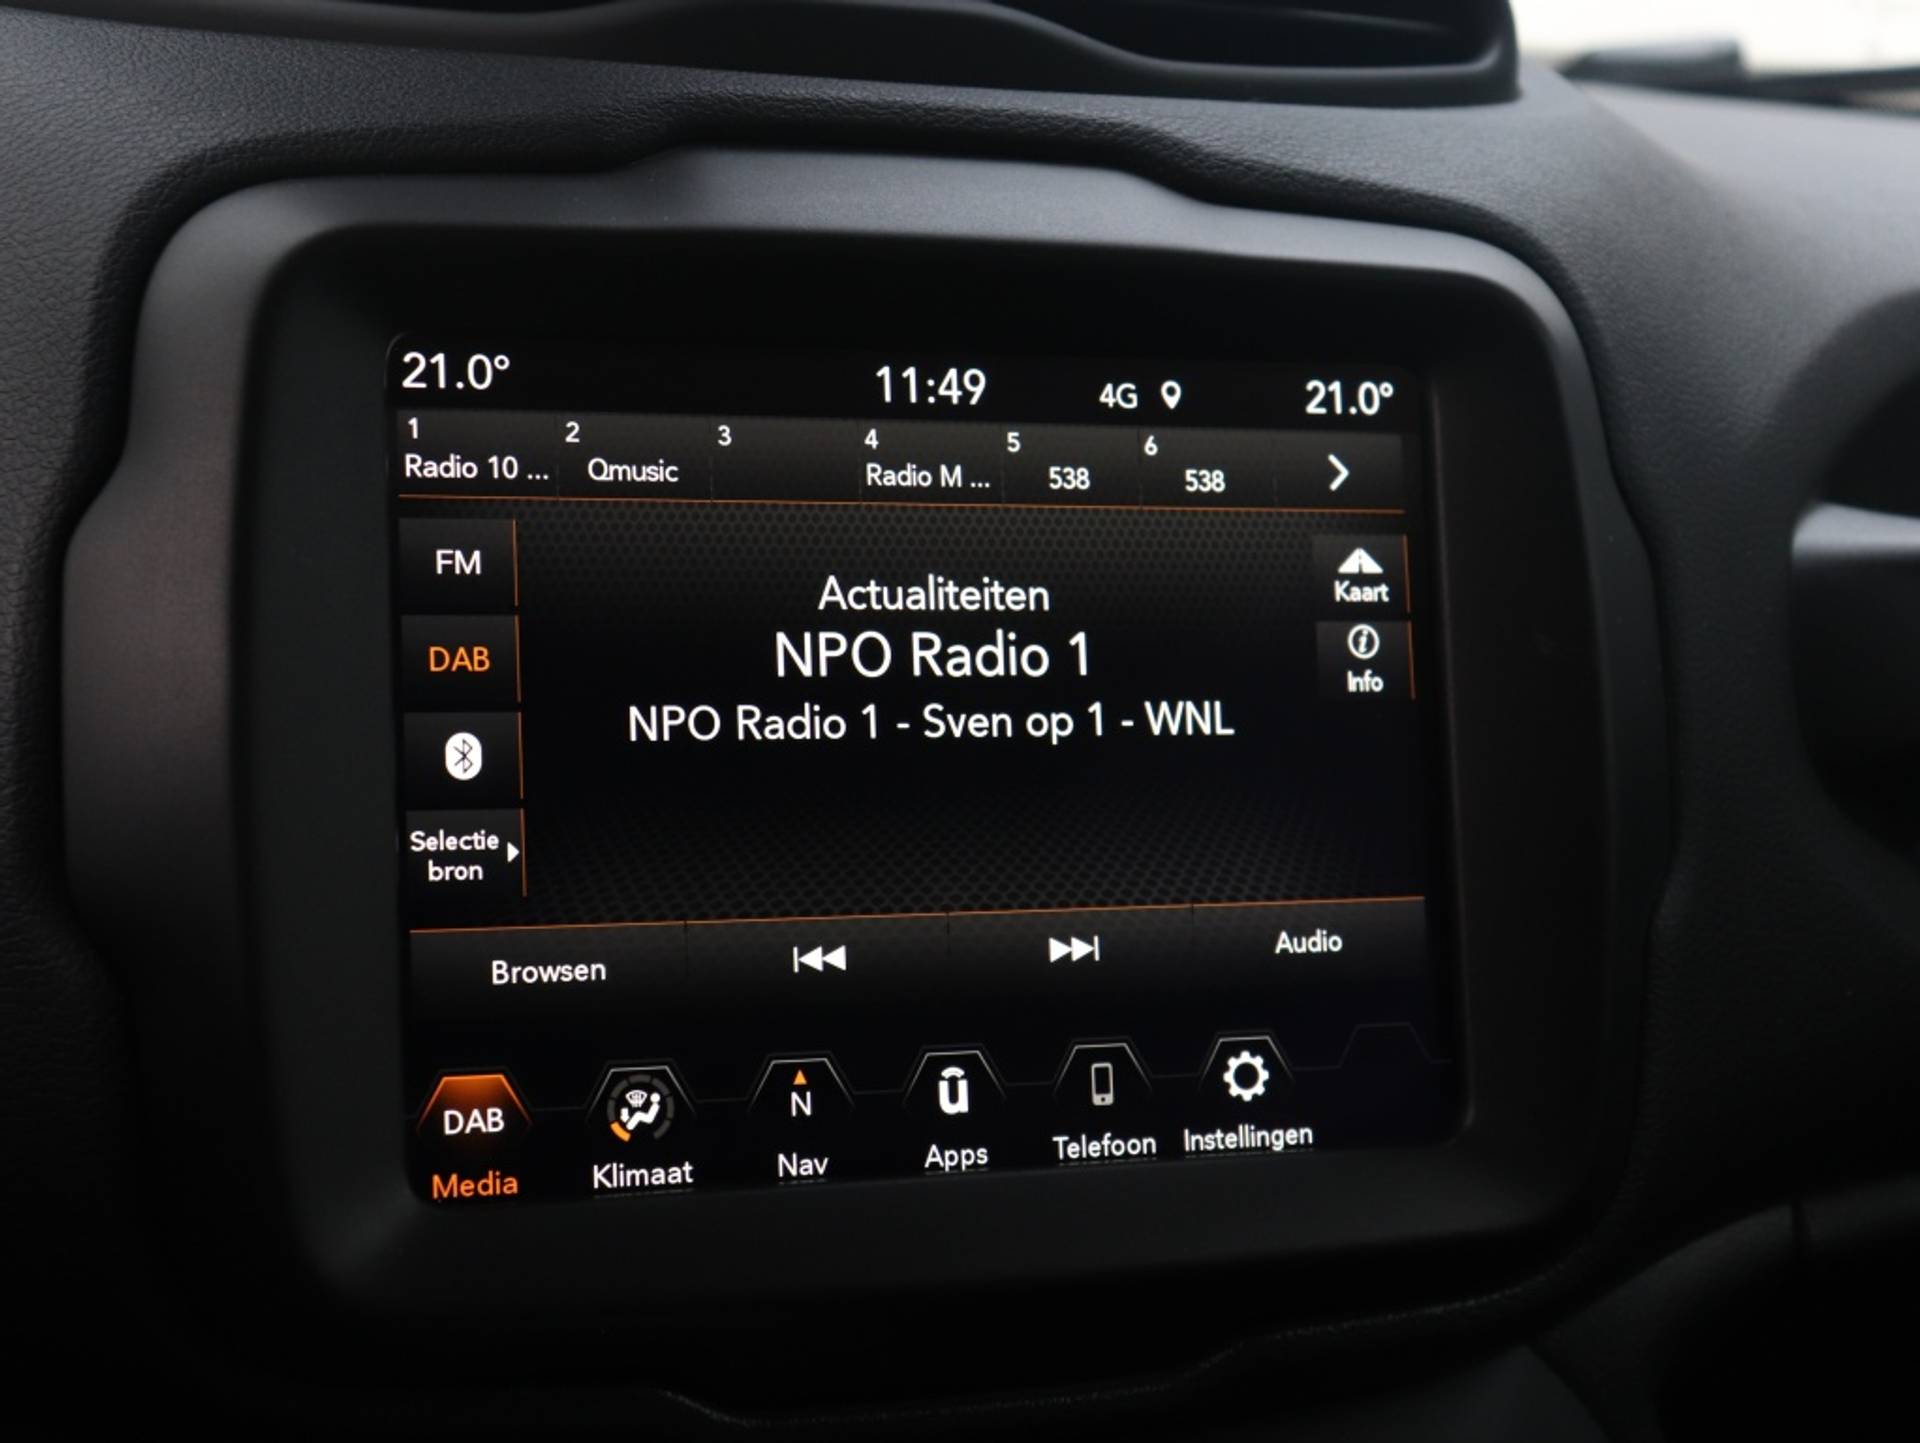 21.0° 11:49 4G 21.0°
1 2 3 4 5 6
Radio 10 ... Qmusic Radio M ... 538 538
FM
Actualiteiten
Kaart
DAB
NPO Radio 1
Info
NPO Radio 1 - Sven op 1 - WNL
Selectie
bron
Browsen Audio
DAB N ū
Media Klimaat Nav Apps Telefoon Instellingen